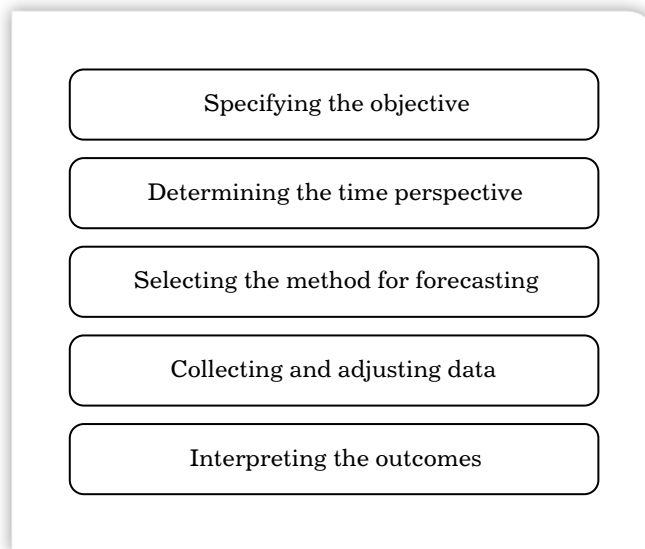 Specifying the objective
Determining the time perspective
Selecting the method for forecasting
Collecting and adjusting data
Interpreting the outcomes